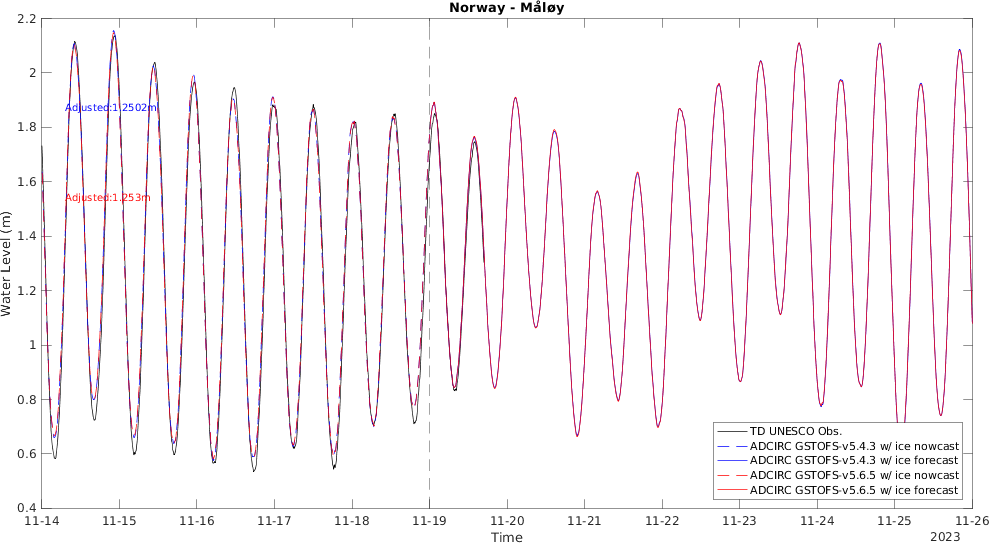 Norway - Måløy
2.2
2
1.8
1.6
1.4
1.2
1
0.8
0.6
0.4
Water Level (m)
Adjusted:1.2502m
Adjusted:1.253m
TD UNESCO Obs.
ADCIRC GSTOFS-v5.4.3 w/ ice nowcast
ADCIRC GSTOFS-v5.4.3 w/ ice forecast
ADCIRC GSTOFS-v5.6.5 w/ ice nowcast
ADCIRC GSTOFS-v5.6.5 w/ ice forecast
11-14 11-15 11-16 11-17 11-18 11-19 11-20 11-21 11-22 11-23 11-24 11-25 11-26
Time
2023